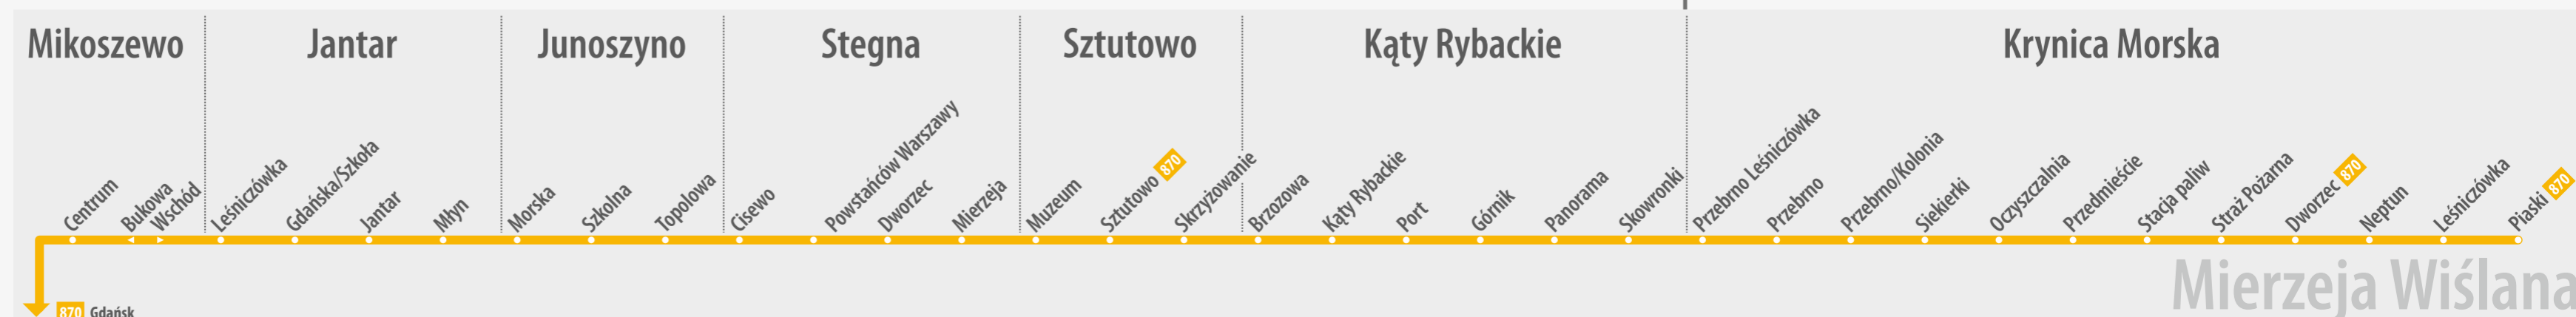 Mikoszewo
Jantar
Junoszyno
Stegna
Sztutowo
Kąty Rybackie
Krynica Morska
Centrum
Bukowa
Wschód
Leśniczówka
Gdańska/Szkoła
Jantar
Młyn
Morska
Szkolna
Topolowa
Cisewo
Powstańców Warszawy
Dworzec
Mierzeja
Muzeum
Sztutowo 870
Skrzyżowanie
Brzozowa
Kąty Rybackie
Port
Górnik
Panorama
Skowronki
Przebrno Leśniczówka
Przebrno
Przebrno/Kolonia
Siekierki
Oczyszczalnia
Przedmieście
Stacja paliw
Straż Pożarna
Dworzec 870
Neptun
Leśniczówka
Piaski 870
Mierzeja Wiślana
870 Gdańsk